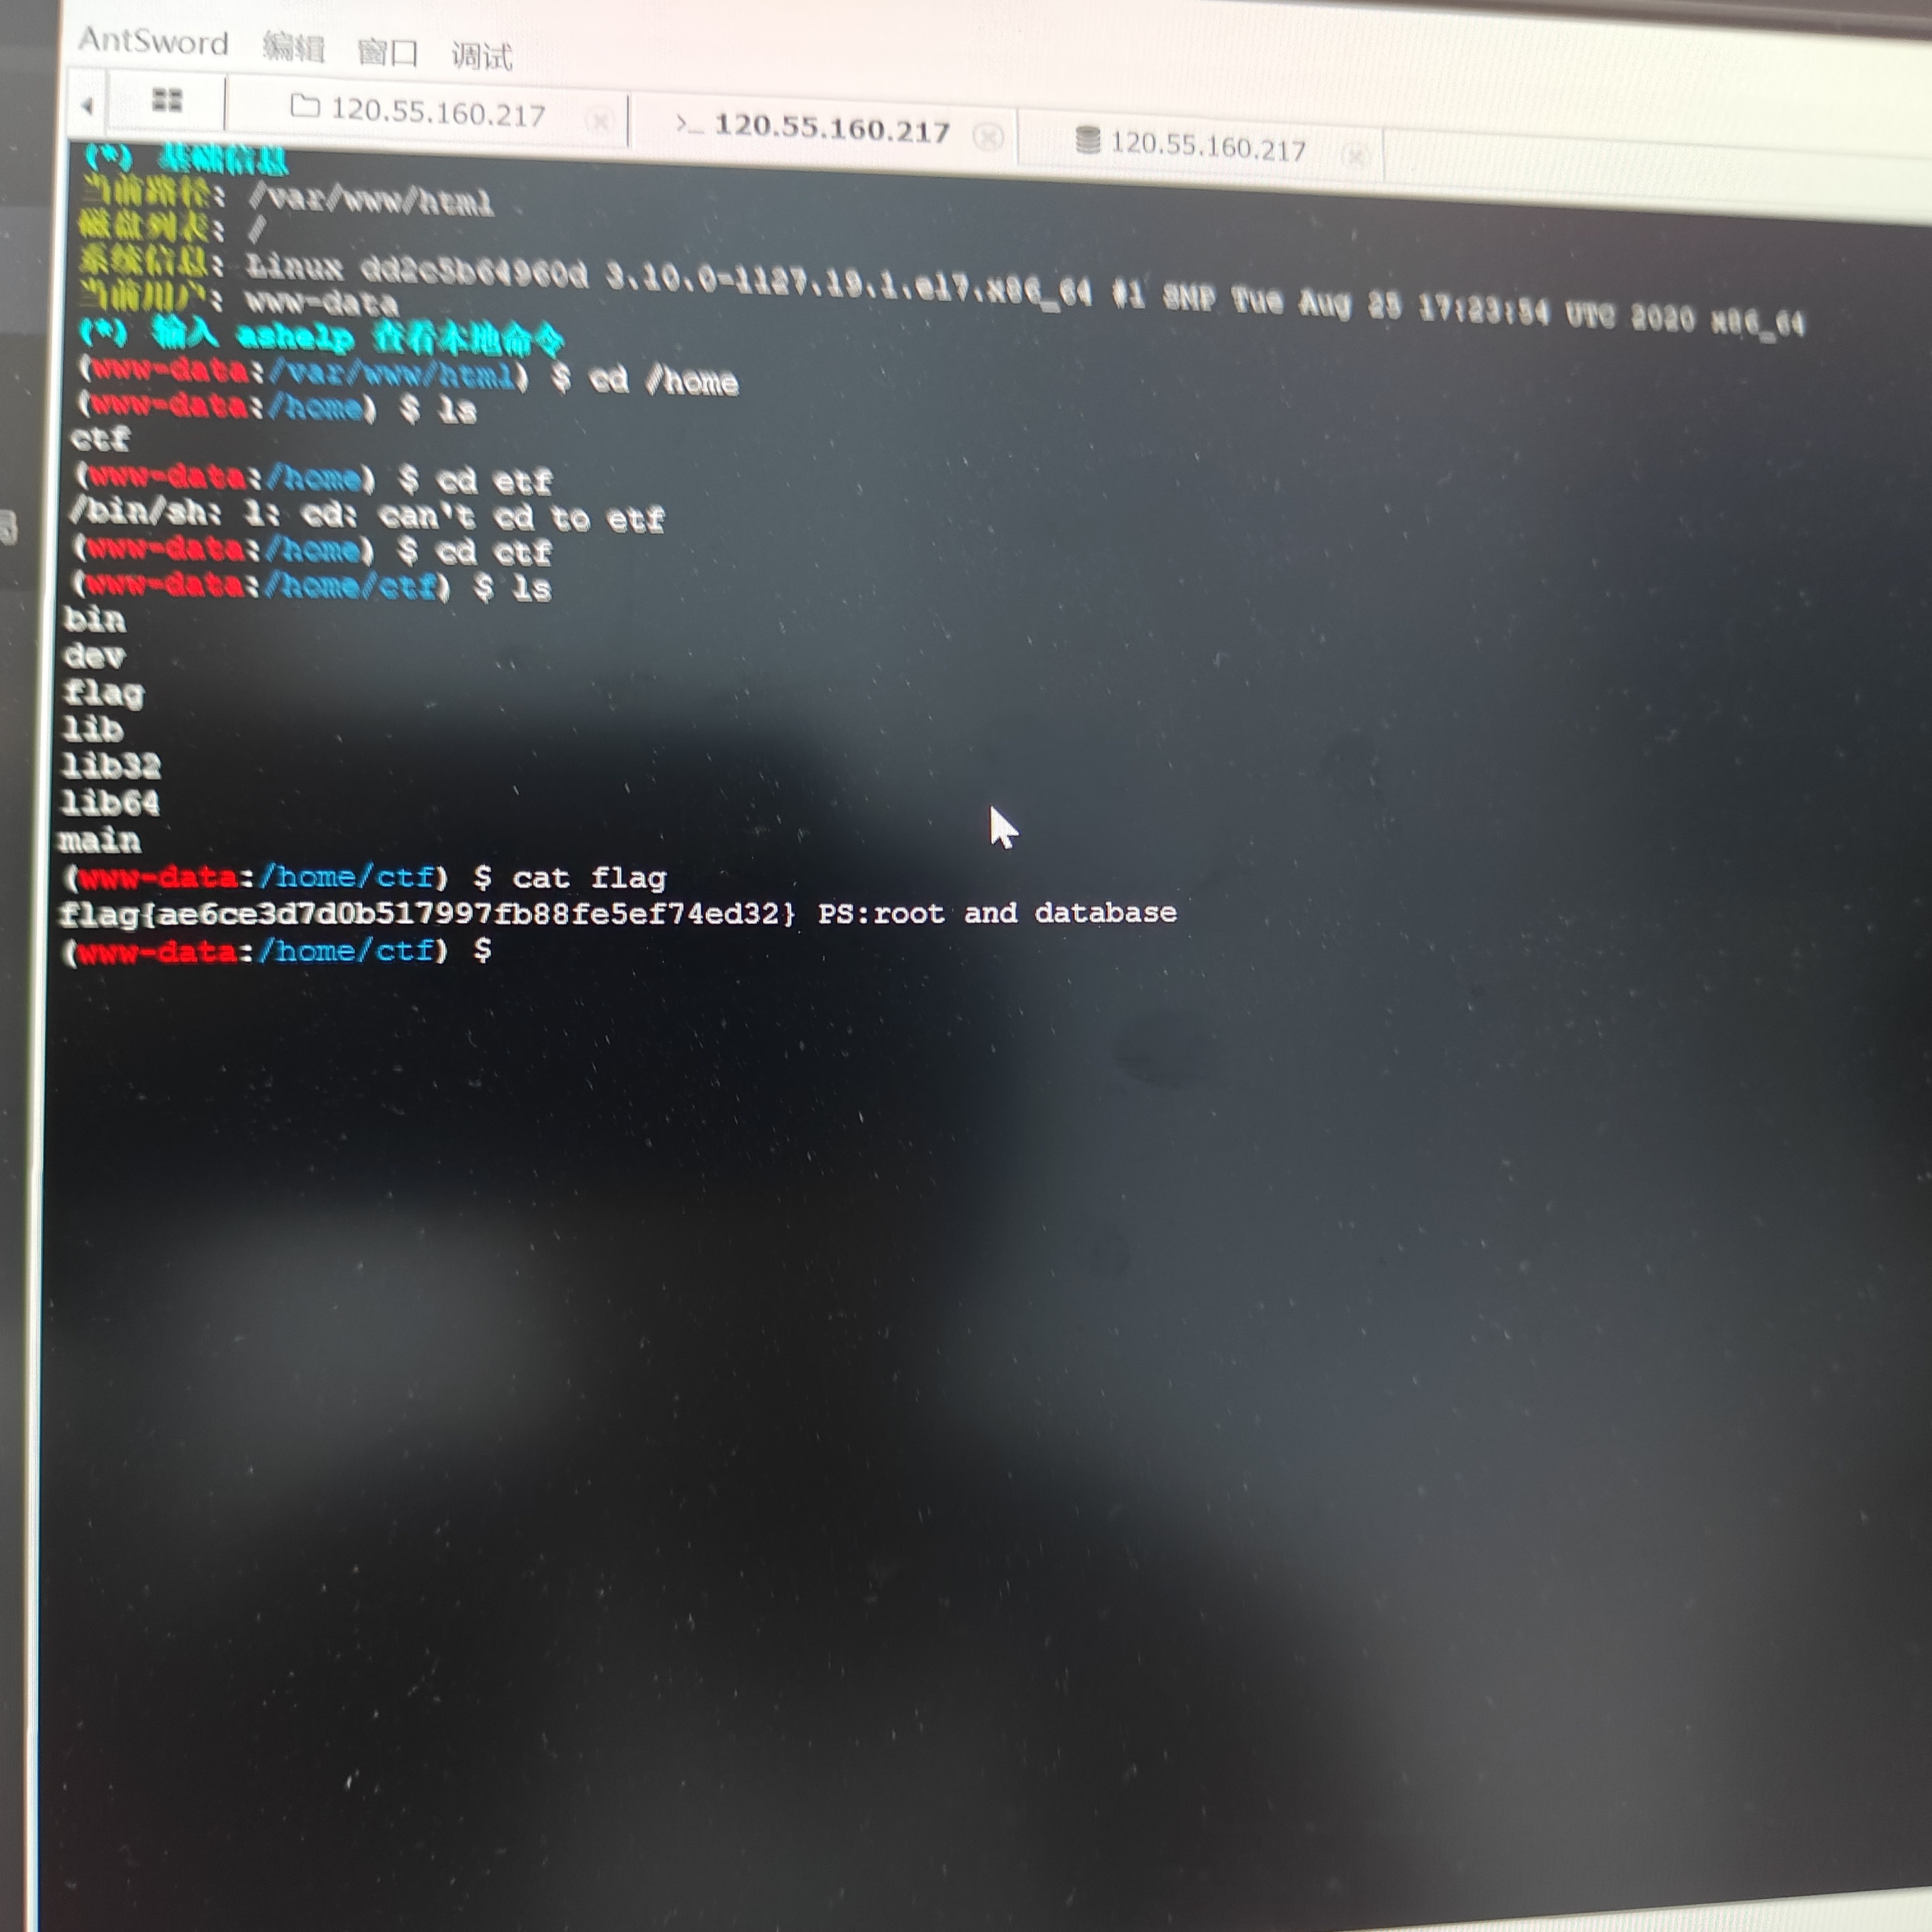 AntSword 编辑 窗口 调试
120.55.160.217 >_ 120.55.160.217 120.55.160.217
(*) 基础信息
当前路径: /var/www/html
磁盘列表: /
系统信息: Linux dd2c5b64960d 3.10.0-1127.19.1.el7.x86_64 #1 SMP Tue Aug 25 17:23:54 UTC 2020 x86_64
当前用户: www-data
(*) 输入 ashelp 查看本地命令
(www-data:/var/www/html) $ cd /home
(www-data:/home) $ ls
ctf
(www-data:/home) $ cd etf
/bin/sh: 1: cd: can't cd to etf
(www-data:/home) $ cd ctf
(www-data:/home/ctf) $ ls
bin
dev
flag
lib
lib32
lib64
main
(www-data:/home/ctf) $ cat flag
flag{ae6ce3d7d0b517997fb88fe5ef74ed32} PS:root and database
(www-data:/home/ctf) $